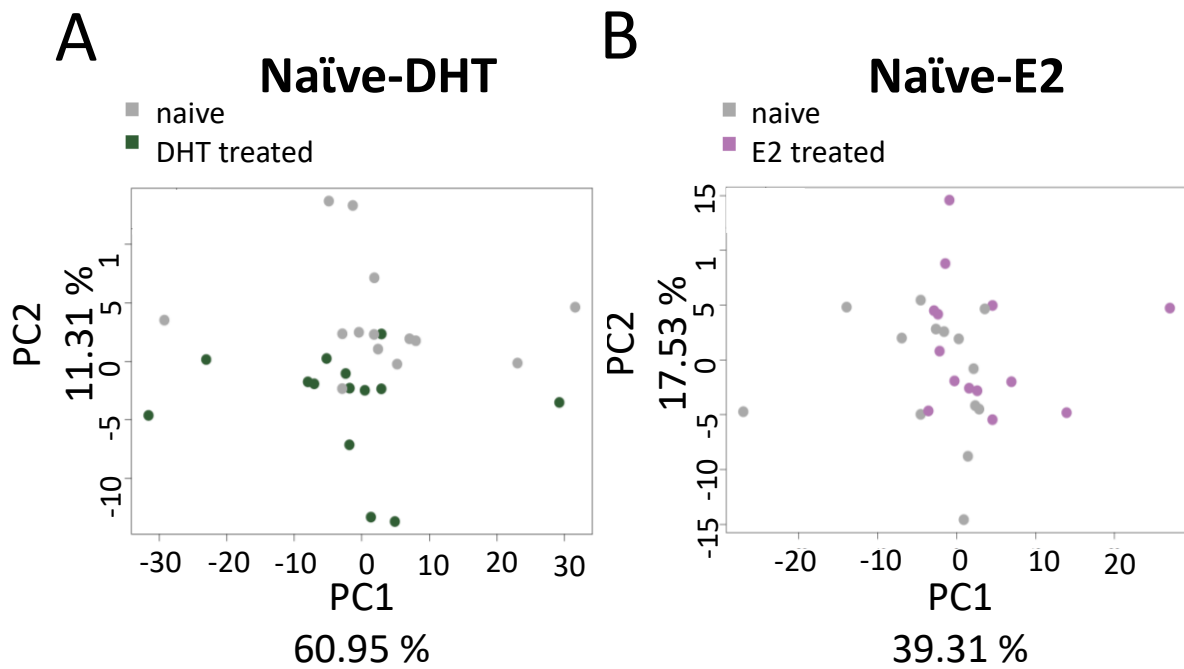 A
Naïve-DHT
naive
DHT treated
PC2
11.31 %
1
5
0
-5
-10
-30
-20
-10
0
10
20
30
PC1
60.95 %
B
Naïve-E2
naive
E2 treated
PC2
17.53 %
15
1
5
0
-5
-10
-15
-20
-10
0
10
20
PC1
39.31 %